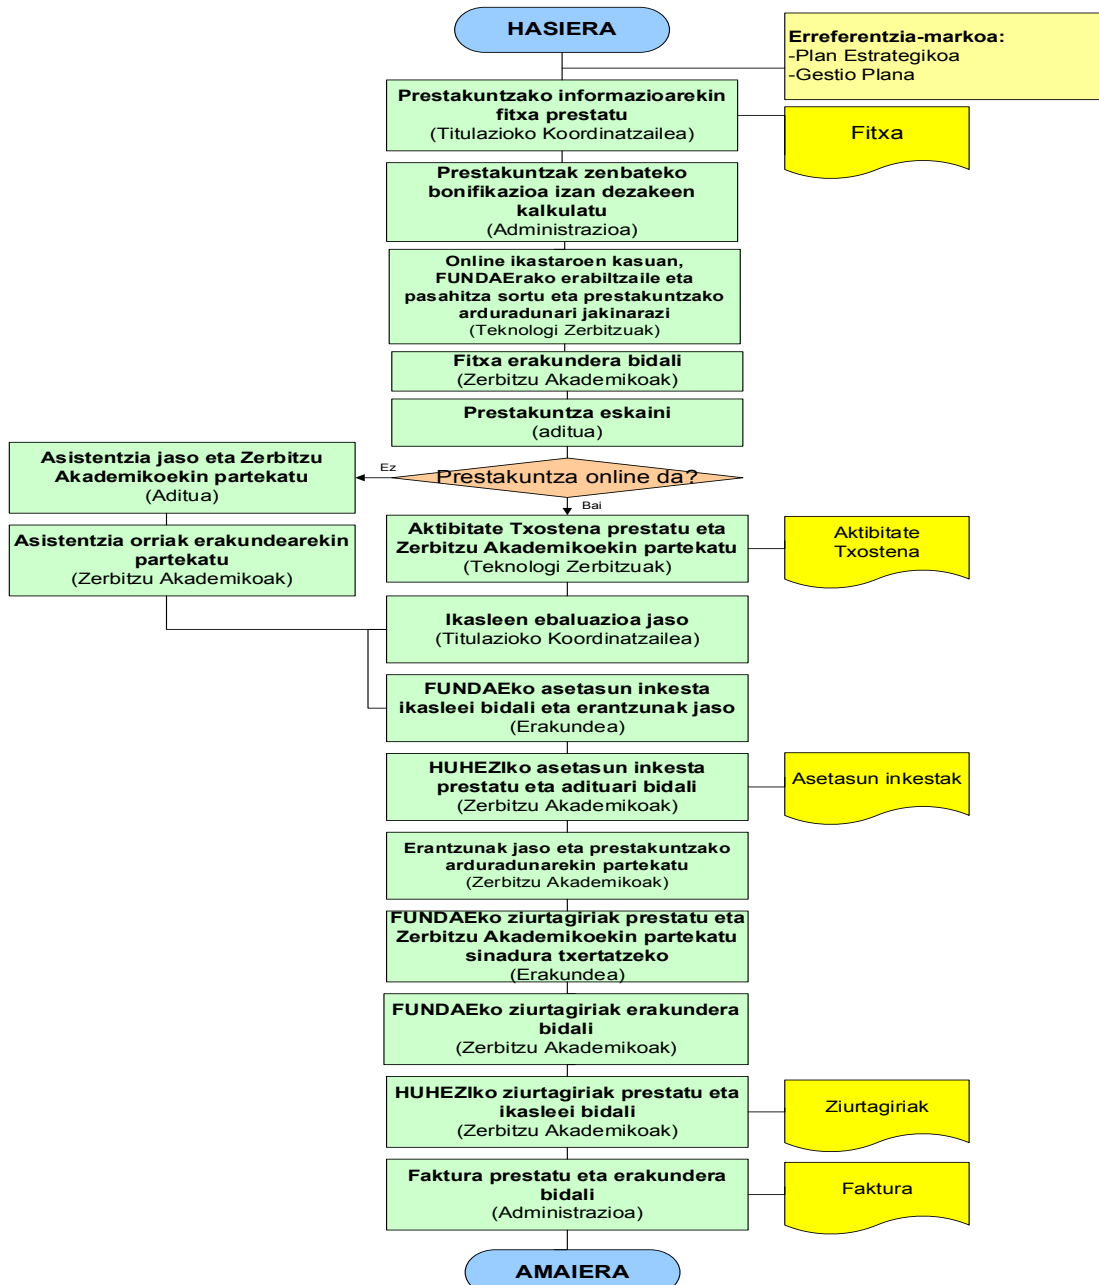 HASIERA
Erreferentzia-markoa:
-Plan Estrategikoa
-Gestio Plana
Prestakuntzako informazioarekin
fitxa prestatu
(Titulazioko Koordinatzailea)
Fitxa
Prestakuntzak zenbateko
bonifikazioa izan dezakeen
kalkulatu
(Administrazioa)
Online ikastaroen kasuan,
FUNDAErako erabiltzaile eta
pasahitza sortu eta prestakuntzako
arduradunari jakinarazi
(Teknologi Zerbitzuak)
Fitxa erakundera bidali
(Zerbitzu Akademikoak)
Prestakuntza eskaini
(aditua)
Prestakuntza online da?
Ez
Bai
Asistentzia jaso eta Zerbitzu
Akademikoekin partekatu
(Aditua)
Asistentzia orriak erakundearekin
partekatu
(Zerbitzu Akademikoak)
Aktibitate Txostena prestatu eta
Zerbitzu Akademikoekin partekatu
(Teknologi Zerbitzuak)
Aktibitate
Txostena
Ikasleen ebaluazioa jaso
(Titulazioko Koordinatzailea)
FUNDAEko asetasun inkesta
ikasleei bidali eta erantzunak jaso
(Erakundea)
HUHEZIko asetasun inkesta
prestatu eta adituari bidali
(Zerbitzu Akademikoak)
Asetasun inkestak
Erantzunak jaso eta prestakuntzako
arduradunarekin partekatu
(Zerbitzu Akademikoak)
FUNDAEko ziurtagiriak prestatu eta
Zerbitzu Akademikoekin partekatu
sinadura txertatzeko
(Erakundea)
FUNDAEko ziurtagiriak erakundera
bidali
(Zerbitzu Akademikoak)
HUHEZIko ziurtagiriak prestatu eta
ikasleei bidali
(Zerbitzu Akademikoak)
Ziurtagiriak
Faktura prestatu eta erakundera
bidali
(Administrazioa)
Faktura
AMAIERA